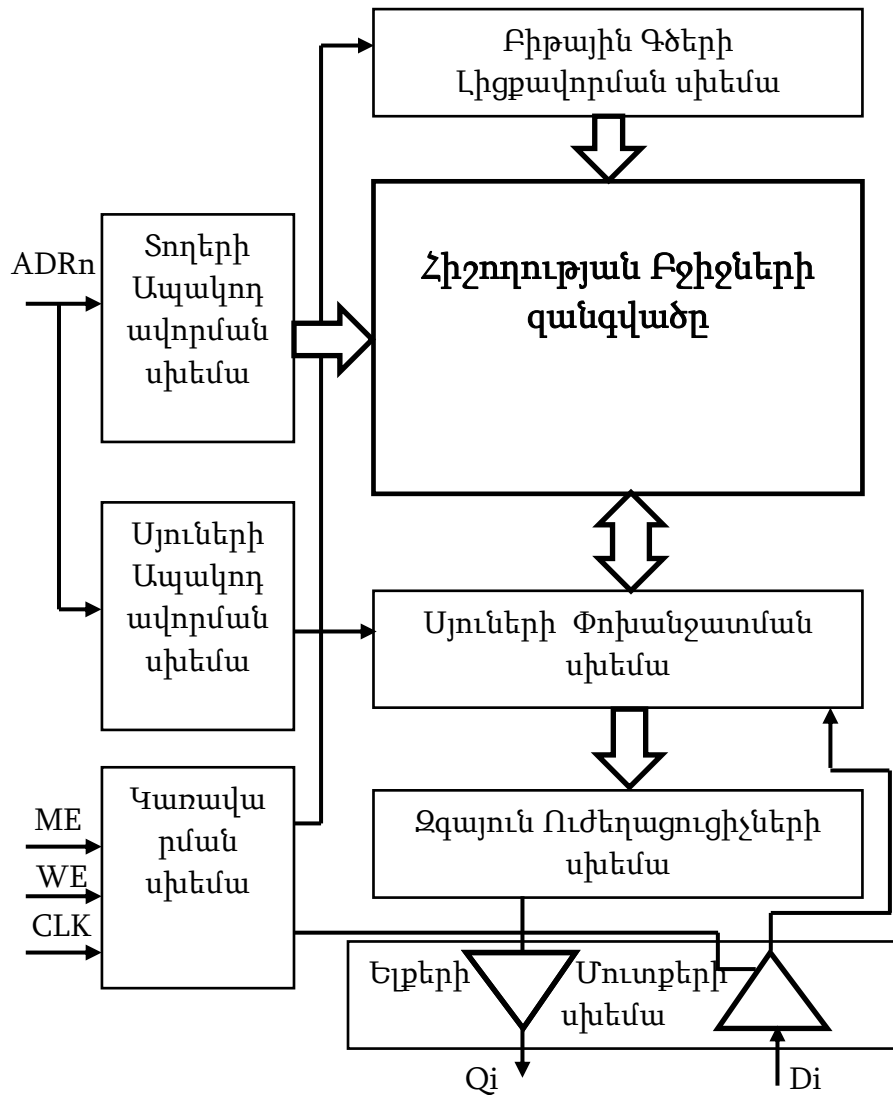 Բիթային Գծերի
Լիցքավորման սխեմա
ADRn
Տողերի
Ապակոդ
ավորման
սխեմա
Հիշողության Բջիջների
զանգվածը
Սյուների
Ապակոդ
ավորման
սխեմա
Սյուների Փոխանջատման
սխեմա
ME
WE
CLK
Կառավա
րման
սխեմա
Զգայուն Ուժեղացուցիչների
սխեմա
Ելքերի Մուտքերի
սխեմա
Qi
Di